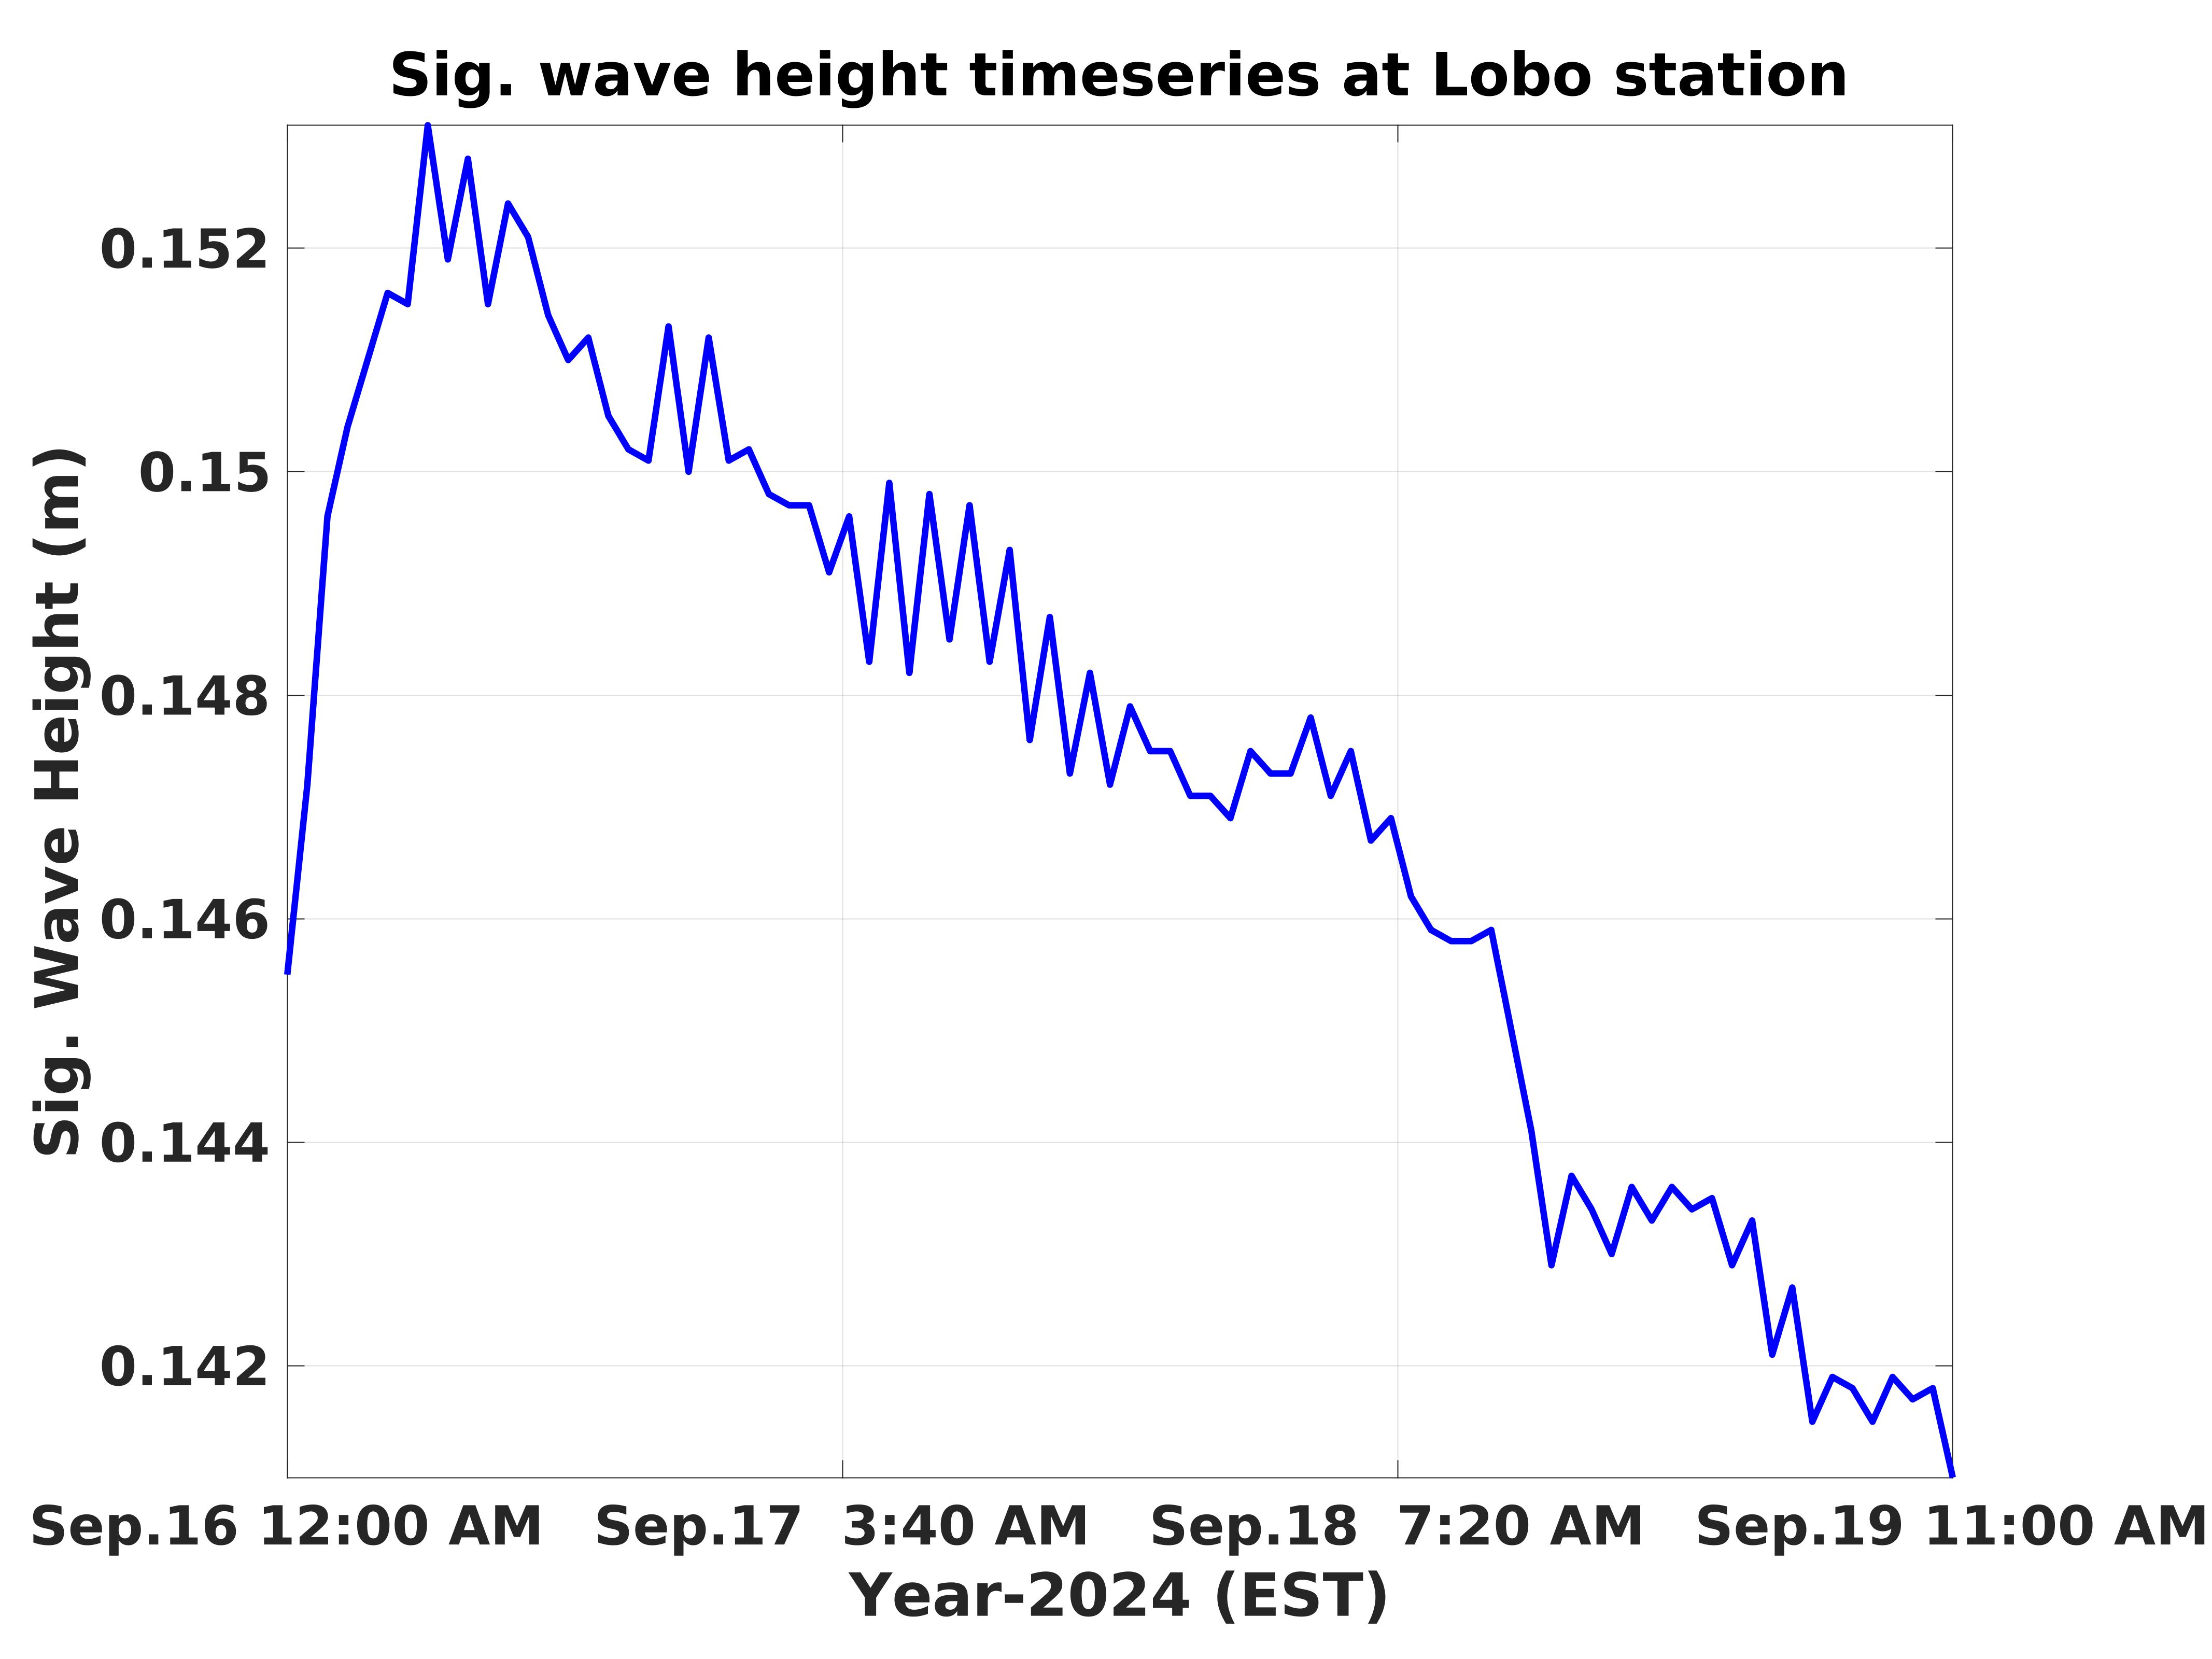 Sig. wave height timeseries at Lobo station
Sig. Wave Height (m)
0.152
0.15
0.148
0.146
0.144
0.142
Sep.16 12:00 AM Sep.17 3:40 AM Sep.18 7:20 AM Sep.19 11:00 AM
Year-2024 (EST)